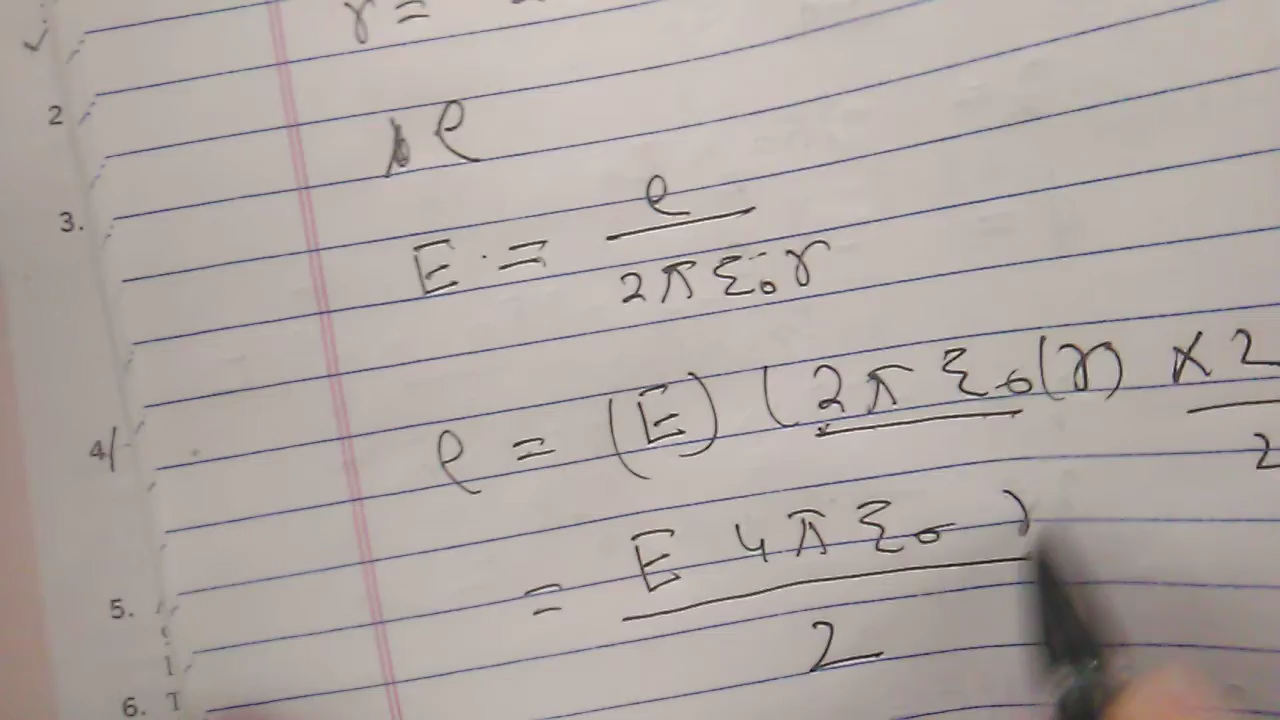 r =
2
e
3.
E = e / 2π ε₀ r
4
e = (E) (2π ε₀ (r) × 2 / 2
= E 4π ε₀ r / 2
5.
6.